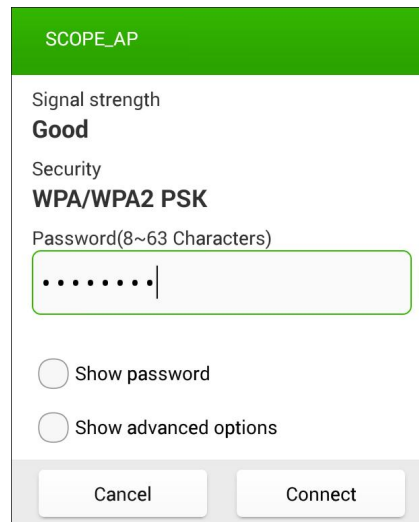 SCOPE_AP
Signal strength
Good
Security
WPA/WPA2 PSK
Password(8~63 Characters)
••••••••
Show password
Show advanced options
Cancel Connect